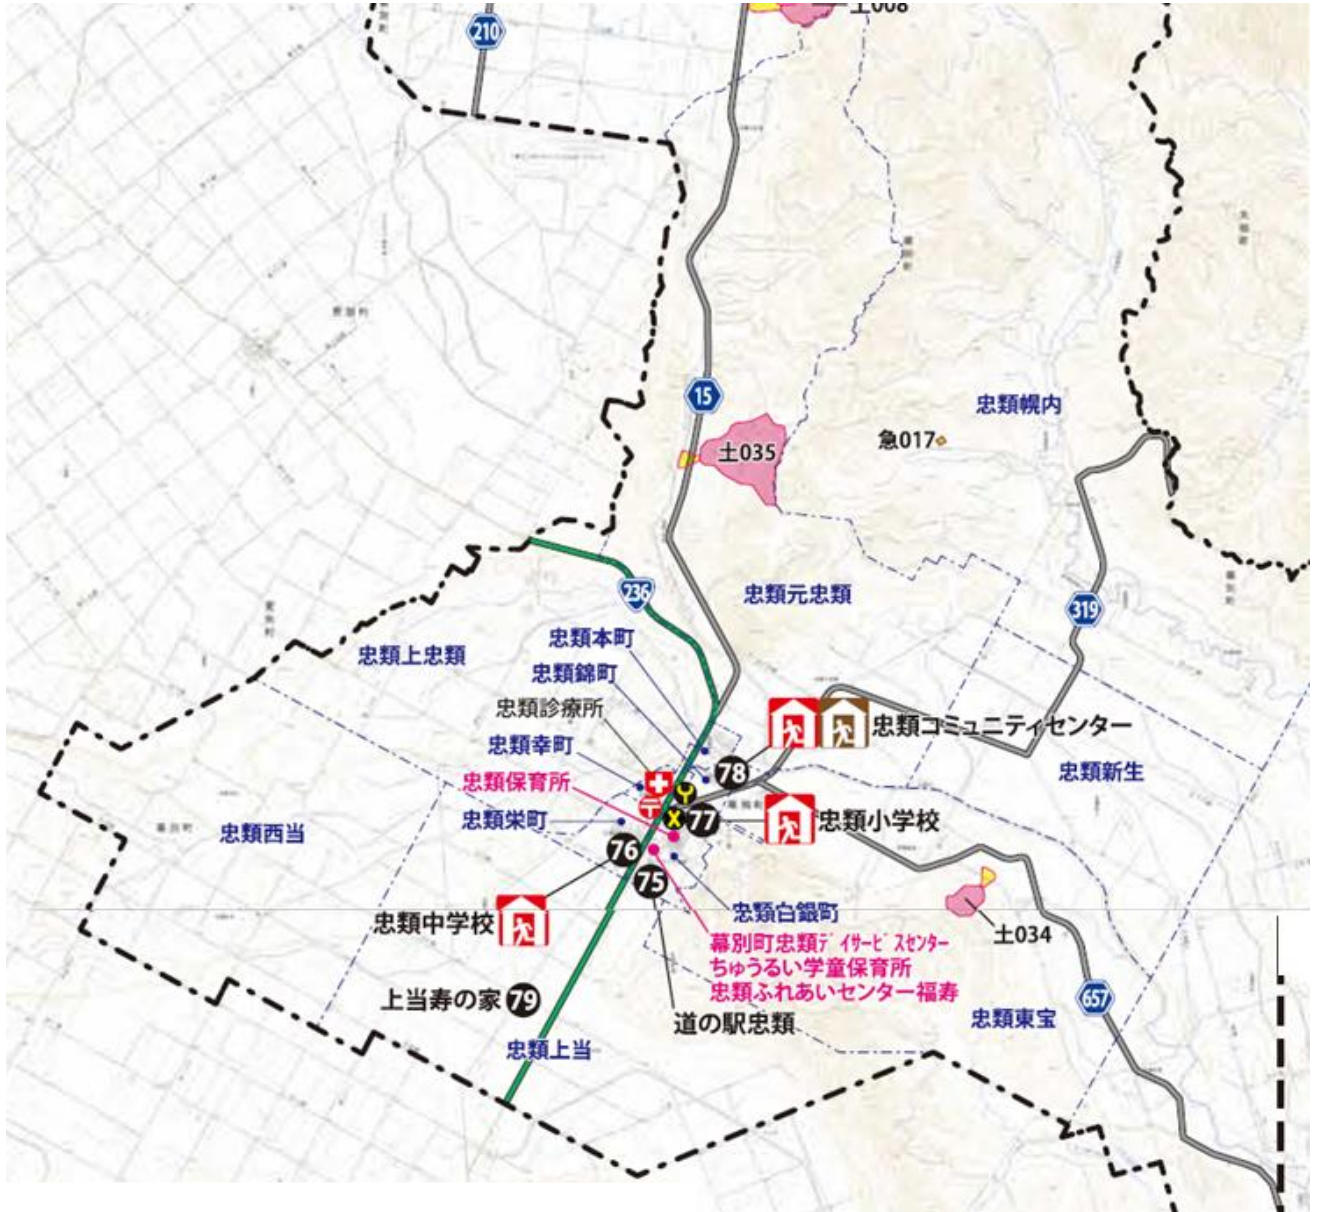 土008
210
15
忠類幌内
土035
急017
236
忠類元忠類
319
忠類本町
忠類上忠類
忠類錦町
忠類診療所
忠類コミュニティセンター
忠類幸町
78
忠類新生
忠類保育所
忠類栄町
77
忠類小学校
忠類西当
76
75
忠類中学校
忠類白銀町
土034
幕別町忠類デイサービスセンター
ちゅうるい学童保育所
忠類ふれあいセンター福寿
上当寿の家 79
657
道の駅忠類
忠類東宝
忠類上当